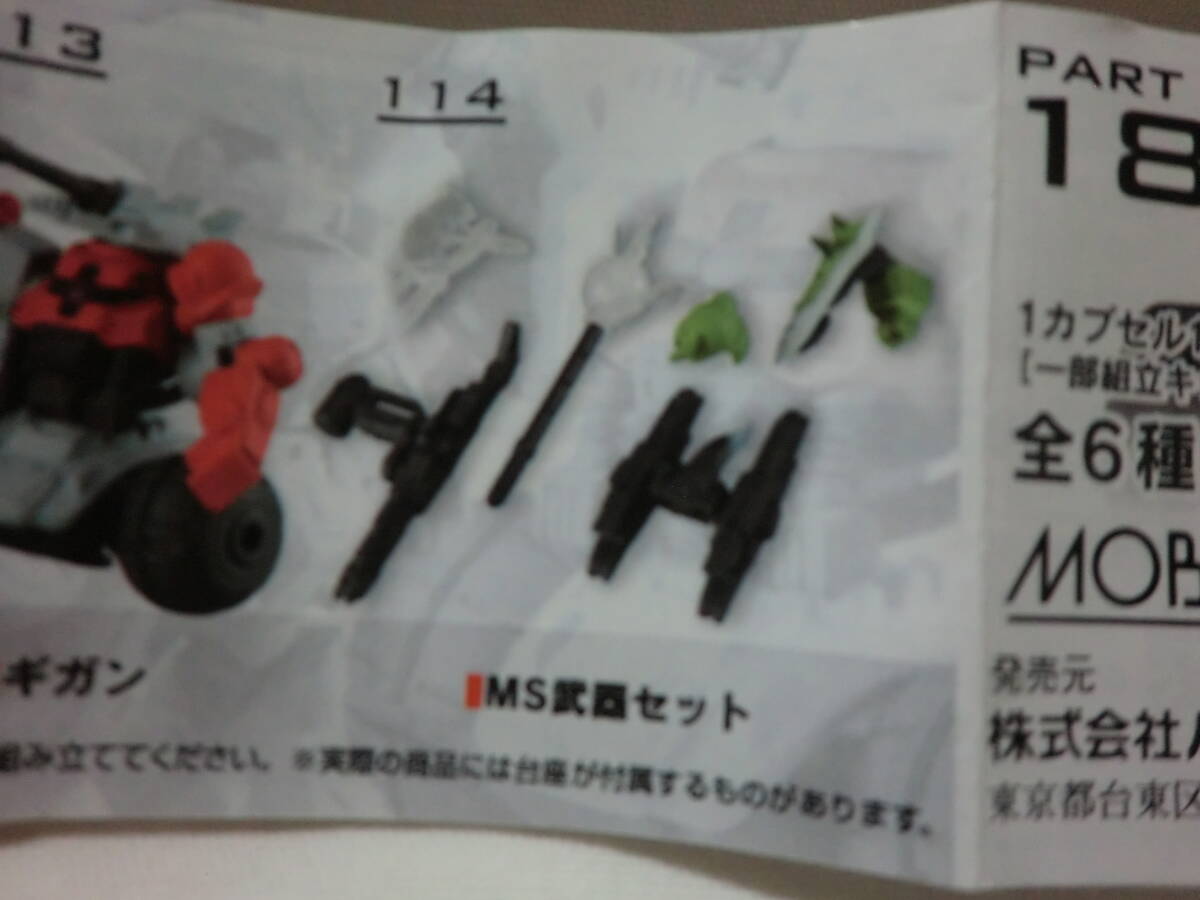 13
114
ギガン
MS武器セット
組み立ててください。 ※実際の商品には台座が付属するものがあります。
PART
18
1カプセル
[一部組立キ
全6種
MOB
発売元
株式会社
東京都台東区